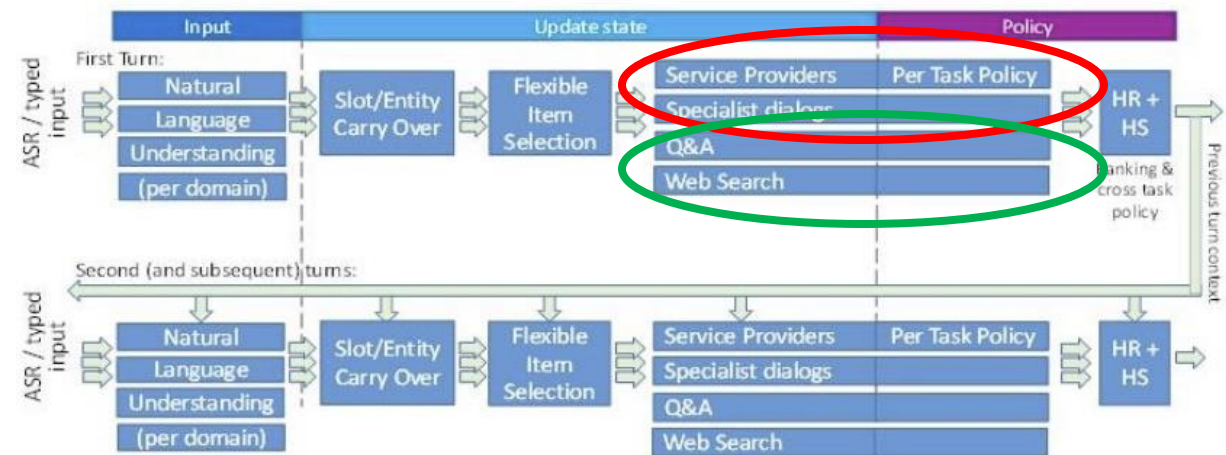 Input
Update state
Policy
First Turn:
ASR / typed
input
Natural
Language
Understanding
(per domain)
Slot/Entity
Carry Over
Flexible
Item
Selection
Service Providers
Per Task Policy
Specialist dialogs
Q&A
Web Search
HR +
HS
Ranking &
cross task
policy
Previous turn context
Second (and subsequent) turns:
ASR / typed
input
Natural
Language
Understanding
(per domain)
Slot/Entity
Carry Over
Flexible
Item
Selection
Service Providers
Per Task Policy
Specialist dialogs
Q&A
Web Search
HR +
HS